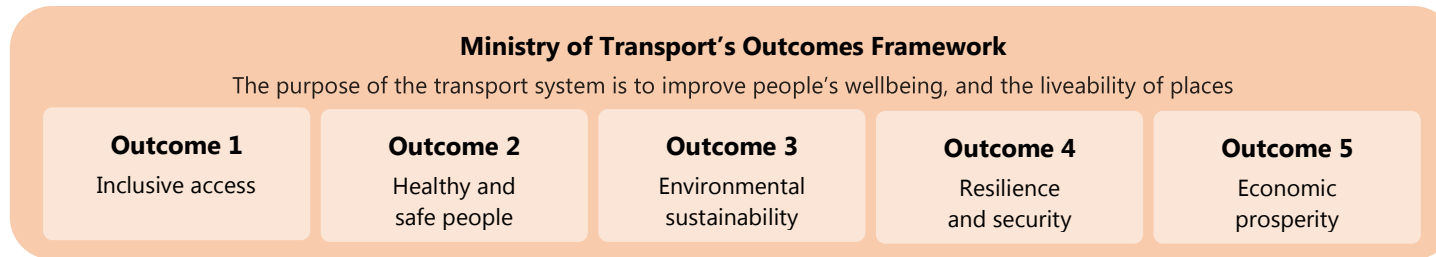 Ministry of Transport’s Outcomes Framework
The purpose of the transport system is to improve people’s wellbeing, and the liveability of places
Outcome 1
Inclusive access
Outcome 2
Healthy and
safe people
Outcome 3
Environmental
sustainability
Outcome 4
Resilience
and security
Outcome 5
Economic
prosperity